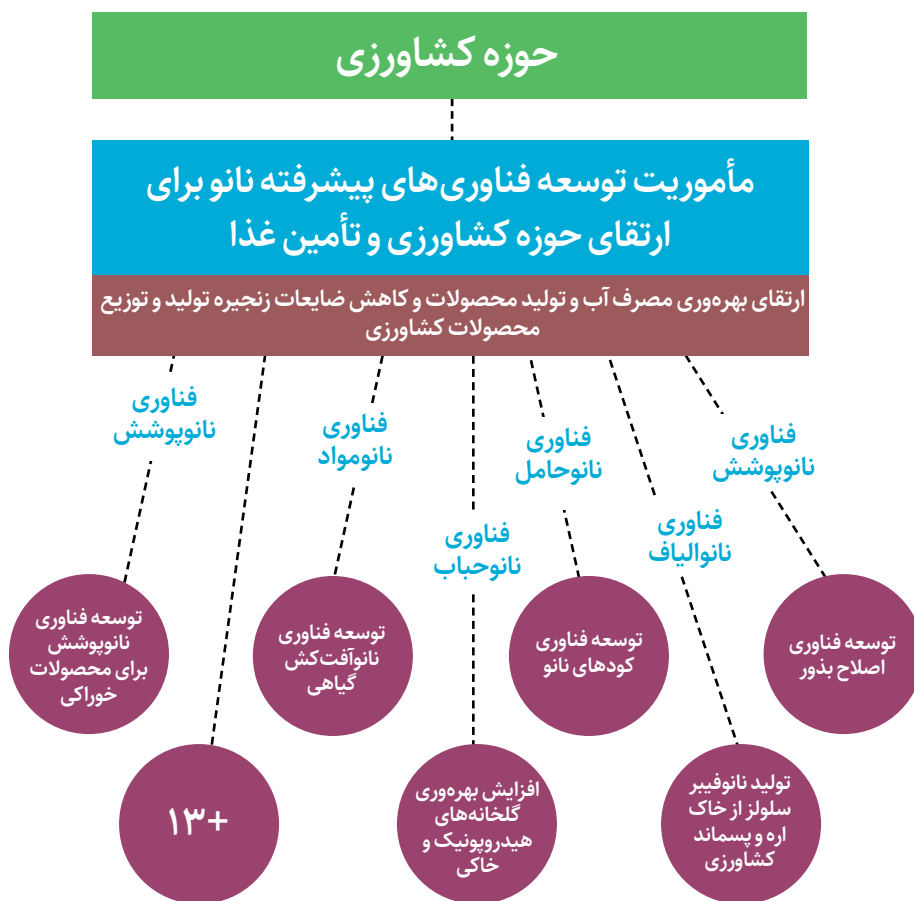 حوزه کشاورزی
مأموریت توسعه فناوری‌های پیشرفته نانو برای
ارتقای حوزه کشاورزی و تأمین غذا
ارتقای بهره‌وری مصرف آب و تولید محصولات و کاهش ضایعات زنجیره تولید و توزیع
محصولات کشاورزی
فناوری
نانوپوشش
فناوری
نانوالیاف
فناوری
نانوحامل
فناوری
نانوحباب
فناوری
نانومواد
فناوری
نانوپوشش
توسعه فناوری
اصلاح بذور
توسعه فناوری
کودهای نانو
توسعه فناوری
نانوآفت‌کش
گیاهی
توسعه فناوری
نانوپوشش
برای محصولات
خوراکی
تولید نانوفیبر
سلولز از خاک
اره و پسماند
کشاورزی
افزایش بهره‌وری
گلخانه‌های
هیدروپونیک و
خاکی
+۱۳